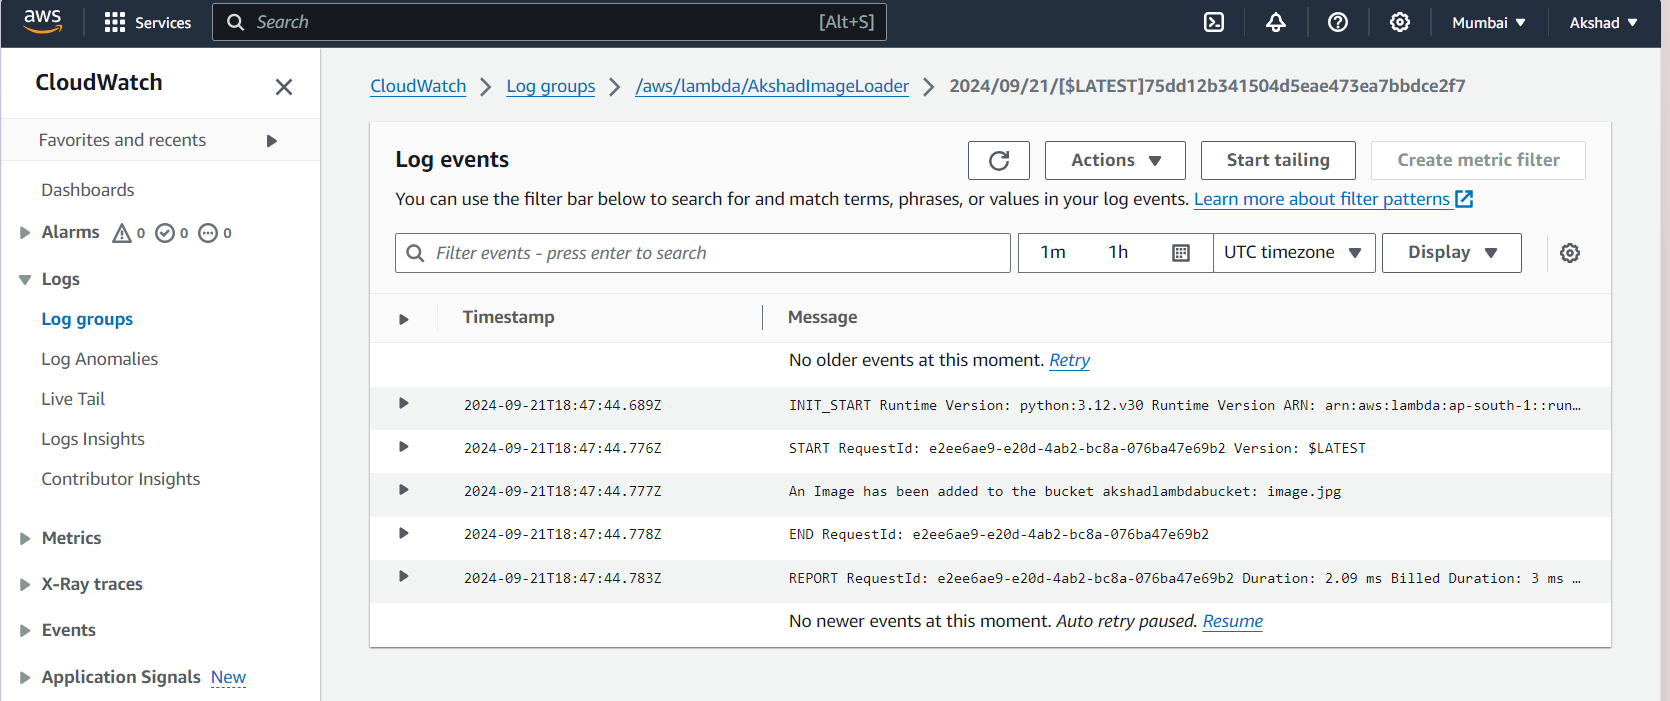 aws Services Search [Alt+S] Mumbai Akshad
CloudWatch
Favorites and recents
Dashboards
Alarms 0 0 0
Logs
Log groups
Log Anomalies
Live Tail
Logs Insights
Contributor Insights
Metrics
X-Ray traces
Events
Application Signals New
CloudWatch Log groups /aws/lambda/AkshadImageLoader 2024/09/21/[$LATEST]75dd12b341504d5eae473ea7bbdce2f7
Log events
Actions Start tailing Create metric filter
You can use the filter bar below to search for and match terms, phrases, or values in your log events. Learn more about filter patterns
Filter events - press enter to search 1m 1h UTC timezone Display
Timestamp Message
No older events at this moment. Retry
2024-09-21T18:47:44.689Z INIT_START Runtime Version: python:3.12.v30 Runtime Version ARN: arn:aws:lambda:ap-south-1::run…
2024-09-21T18:47:44.776Z START RequestId: e2ee6ae9-e20d-4ab2-bc8a-076ba47e69b2 Version: $LATEST
2024-09-21T18:47:44.777Z An Image has been added to the bucket akshadlambdabucket: image.jpg
2024-09-21T18:47:44.778Z END RequestId: e2ee6ae9-e20d-4ab2-bc8a-076ba47e69b2
2024-09-21T18:47:44.783Z REPORT RequestId: e2ee6ae9-e20d-4ab2-bc8a-076ba47e69b2 Duration: 2.09 ms Billed Duration: 3 ms …
No newer events at this moment. Auto retry paused. Resume